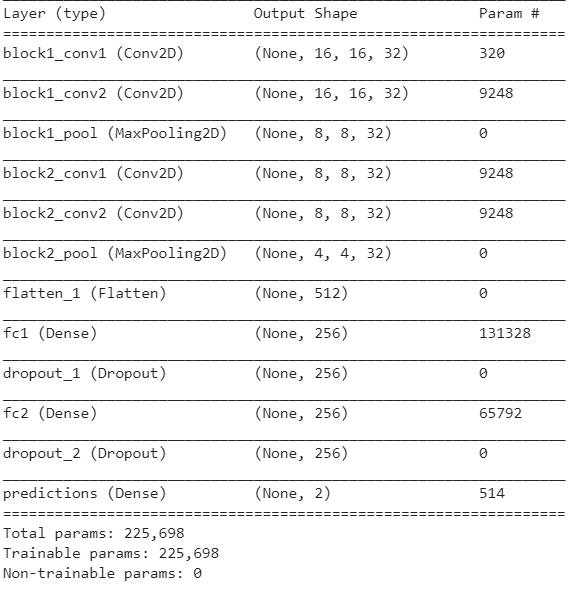 Layer (type)                 Output Shape              Param #
=================================================================
block1_conv1 (Conv2D)        (None, 16, 16, 32)        320
_________________________________________________________________
block1_conv2 (Conv2D)        (None, 16, 16, 32)        9248
_________________________________________________________________
block1_pool (MaxPooling2D)   (None, 8, 8, 32)          0
_________________________________________________________________
block2_conv1 (Conv2D)        (None, 8, 8, 32)          9248
_________________________________________________________________
block2_conv2 (Conv2D)        (None, 8, 8, 32)          9248
_________________________________________________________________
block2_pool (MaxPooling2D)   (None, 4, 4, 32)          0
_________________________________________________________________
flatten_1 (Flatten)          (None, 512)               0
_________________________________________________________________
fc1 (Dense)                  (None, 256)               131328
_________________________________________________________________
dropout_1 (Dropout)          (None, 256)               0
_________________________________________________________________
fc2 (Dense)                  (None, 256)               65792
_________________________________________________________________
dropout_2 (Dropout)          (None, 256)               0
_________________________________________________________________
predictions (Dense)          (None, 2)                 514
=================================================================
Total params: 225,698
Trainable params: 225,698
Non-trainable params: 0